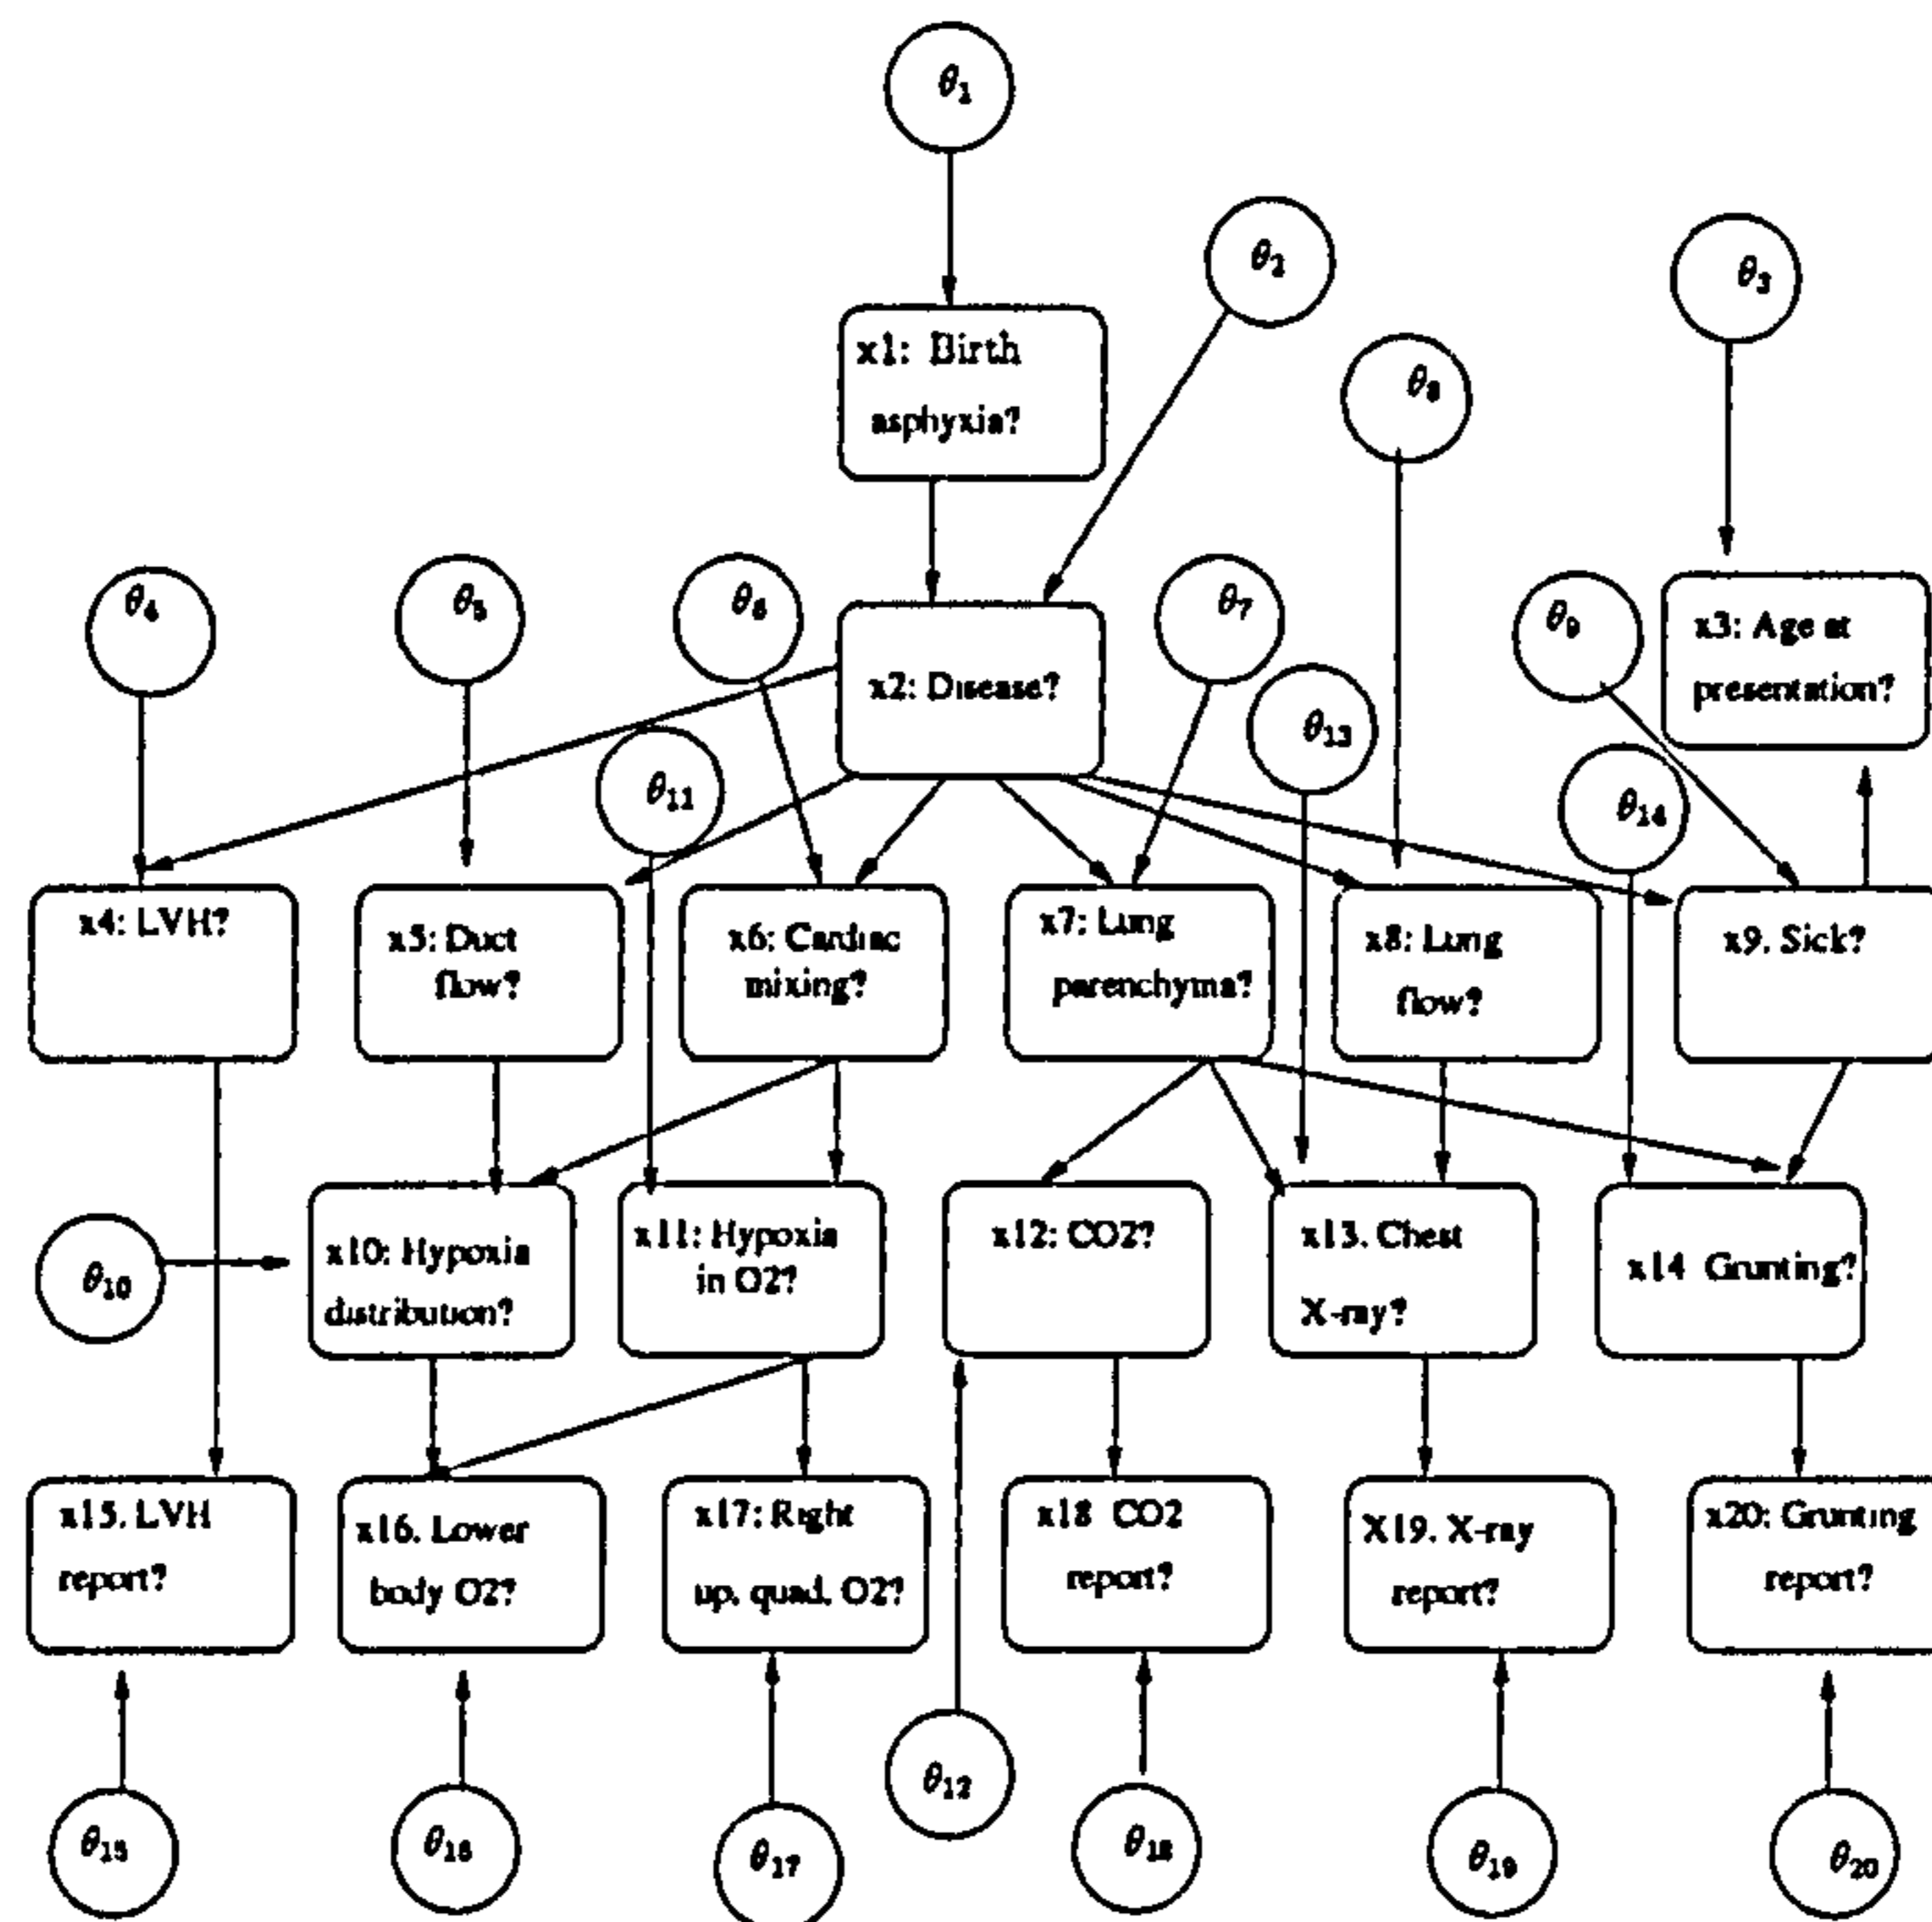 θ1
θ2
θ3
x1: Birth
asphyxia?
θ8
θ4
θ5
θ6
θ7
θ9
x3: Age at
presentation?
x2: Disease?
θ13
θ11
θ14
x4: LVH?
x5: Duct
flow?
x6: Cardiac
mixing?
x7: Lung
parenchyma?
x8: Lung
flow?
x9. Sick?
θ10
x10: Hypoxia
distribution?
x11: Hypoxia
in O2?
x12: CO2?
x13. Chest
X-ray?
x14 Grunting?
x15. LVH
report?
x16. Lower
body O2?
x17: Right
up. quad. O2?
x18 CO2
report?
X19. X-ray
report?
x20: Grunting
report?
θ12
θ15
θ16
θ17
θ18
θ19
θ20